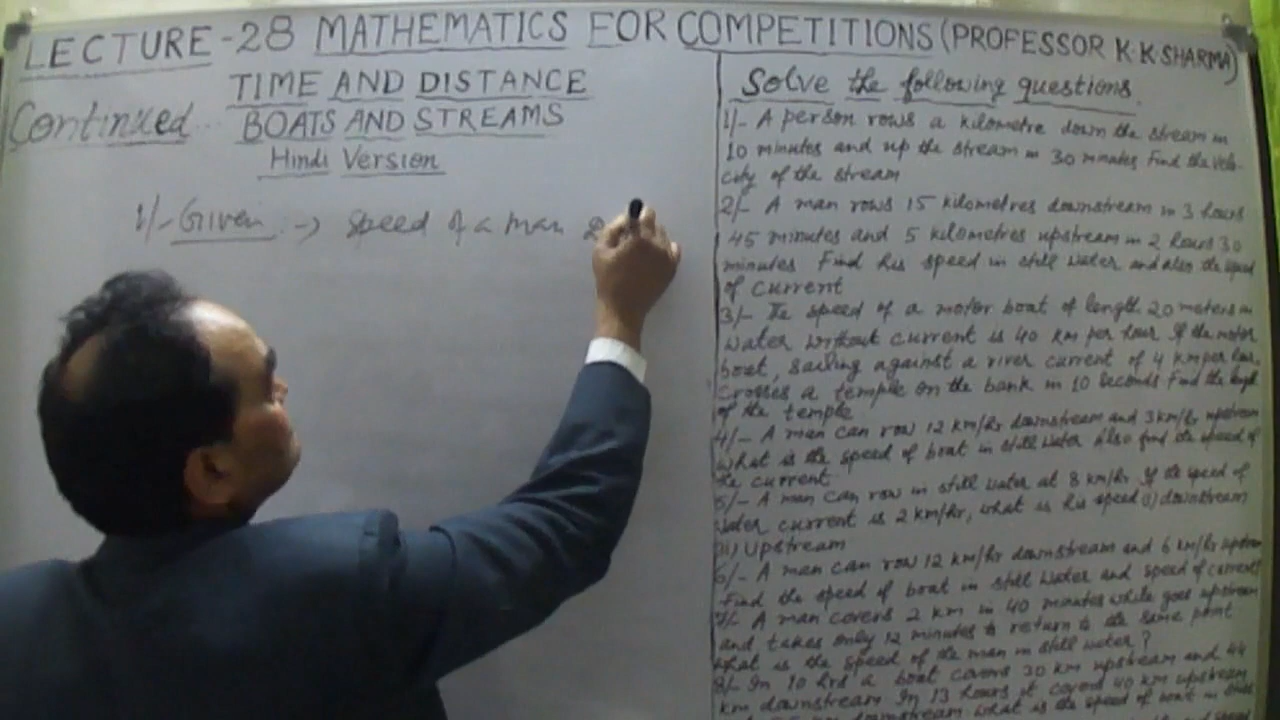 LECTURE-28 MATHEMATICS FOR COMPETITIONS (PROFESSOR K.K.SHARMA)
TIME AND DISTANCE
Continued... BOATS AND STREAMS
Hindi Version
1/- Given :-> Speed of a man
Solve the following questions.
1/- A person rows a kilometre down the stream in
10 minutes and up the stream in 30 minutes Find the velo-
city of the stream
2/- A man rows 15 kilometres downstream in 3 hours
45 minutes and 5 kilometres upstream in 2 hours 30
minutes Find his speed in still water and also the speed
of current
3/- The speed of a motor boat of length 20 meters in
water without current is 40 km per hour If the motor
boat, sailing against a river current of 4 km per hour
crosses a temple on the bank in 10 seconds Find the length
of the temple
4/- A man can row 12 km/hr downstream and 3 km/hr upstream
What is the speed of boat in still water Also find the speed of
the current
5/- A man can row in still water at 8 km/hr If the speed of
water current is 2 km/hr, what is his speed (i) downstream
(ii) Upstream
6/- A man can row 12 km/hr downstream and 6 km/hr upstream
Find the speed of boat in still water and speed of current
7/- A man covers 2 km in 40 minutes while goes upstream
and takes only 12 minutes to return to the same point
What is the speed of the man in still water?
8/- In 10 hrs a boat covers 30 km upstream and 44
km downstream In 13 hours it covers 40 km upstream
km downstream what is the speed of boat in still